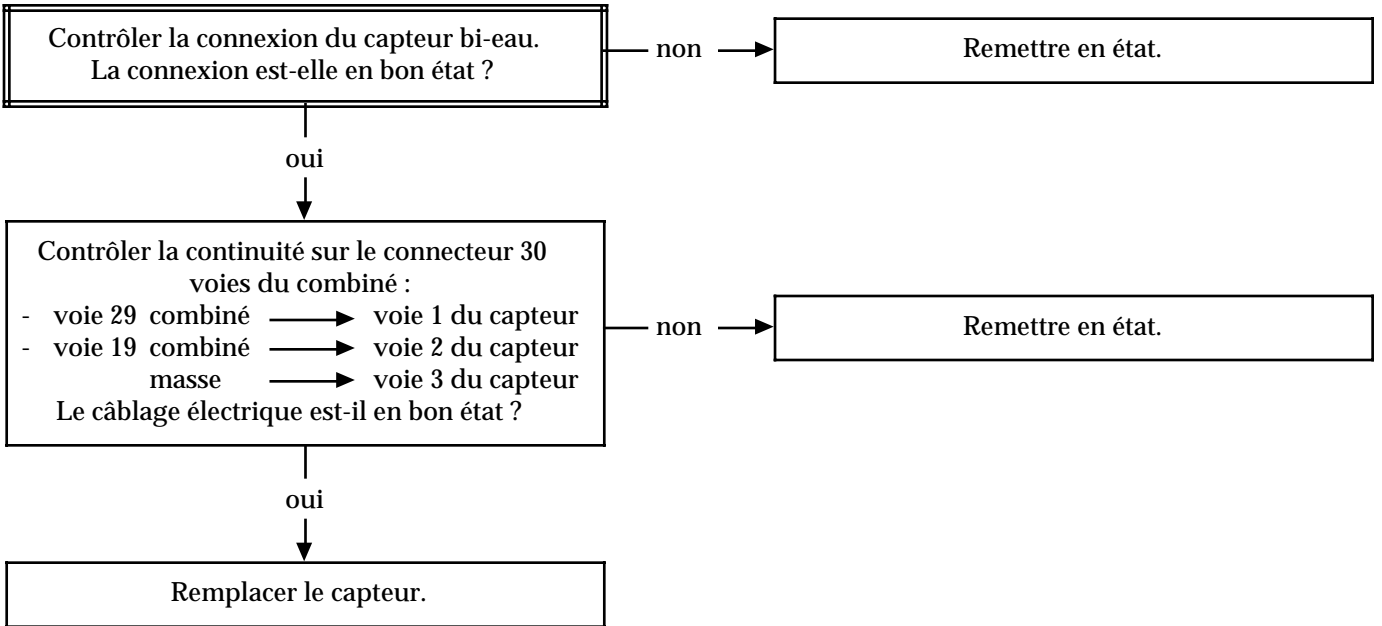 Contrôler la connexion du capteur bi-eau.
La connexion est-elle en bon état ?
non
Remettre en état.
oui
Contrôler la continuité sur le connecteur 30
voies du combiné :
- voie 29 combiné → voie 1 du capteur
- voie 19 combiné → voie 2 du capteur
masse → voie 3 du capteur
Le câblage électrique est-il en bon état ?
non
Remettre en état.
oui
Remplacer le capteur.